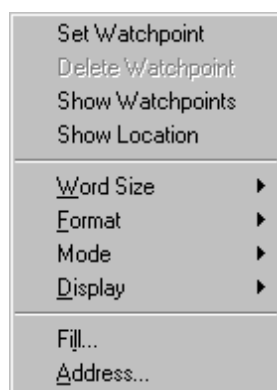 Set Watchpoint
Delete Watchpoint
Show Watchpoints
Show Location
Word Size
Format
Mode
Display
Fill...
Address...